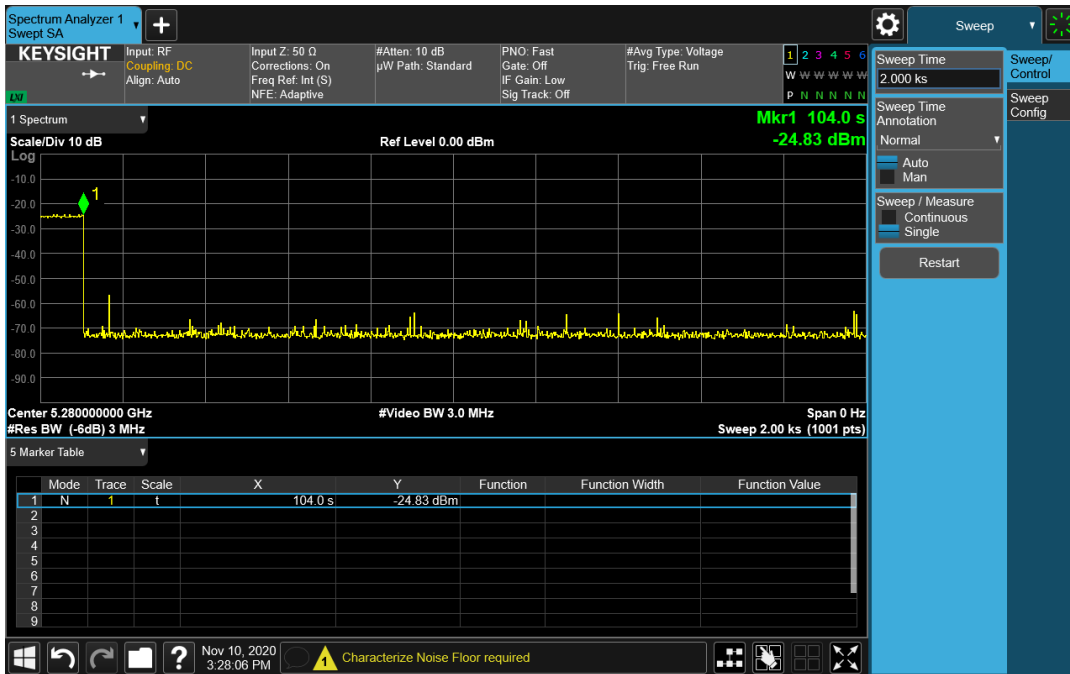 Spectrum Analyzer 1
Swept SA
Sweep
KEYSIGHT
LXI
Input: RF
Coupling: DC
Align: Auto
Input Z: 50 Ω
Corrections: On
Freq Ref: Int (S)
NFE: Adaptive
#Atten: 10 dB
µW Path: Standard
PNO: Fast
Gate: Off
IF Gain: Low
Sig Track: Off
#Avg Type: Voltage
Trig: Free Run
1 2 3 4 5 6
W W W W W W
P N N N N N
Sweep Time
2.000 ks
Sweep Time
Annotation
Normal
Auto
Man
Sweep / Measure
Continuous
Single
Restart
Sweep/
Control
Sweep
Config
1 Spectrum
Mkr1 104.0 s
-24.83 dBm
Scale/Div 10 dB
Ref Level 0.00 dBm
Log
-10.0
-20.0
-30.0
-40.0
-50.0
-60.0
-70.0
-80.0
-90.0
1
Center 5.280000000 GHz
#Video BW 3.0 MHz
Span 0 Hz
#Res BW (-6dB) 3 MHz
Sweep 2.00 ks (1001 pts)
5 Marker Table
Mode Trace Scale X Y Function Function Width Function Value
1 N 1 t 104.0 s -24.83 dBm
2
3
4
5
6
7
8
9
?
Nov 10, 2020
3:28:06 PM
1
Characterize Noise Floor required